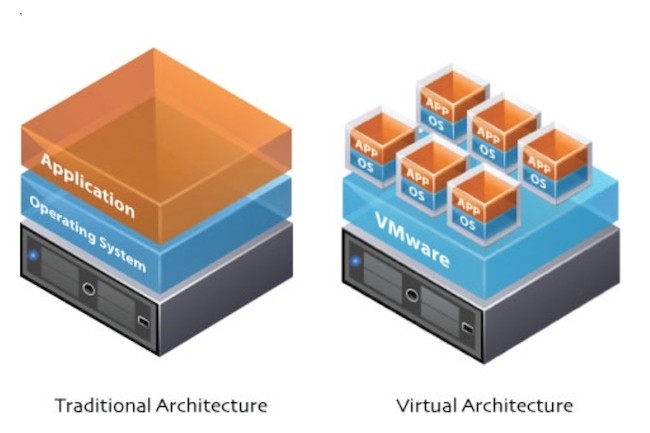 Application
Operating System
Traditional Architecture
APP
OS
APP
OS
APP
OS
APP
OS
APP
OS
APP
OS
VMware
Virtual Architecture